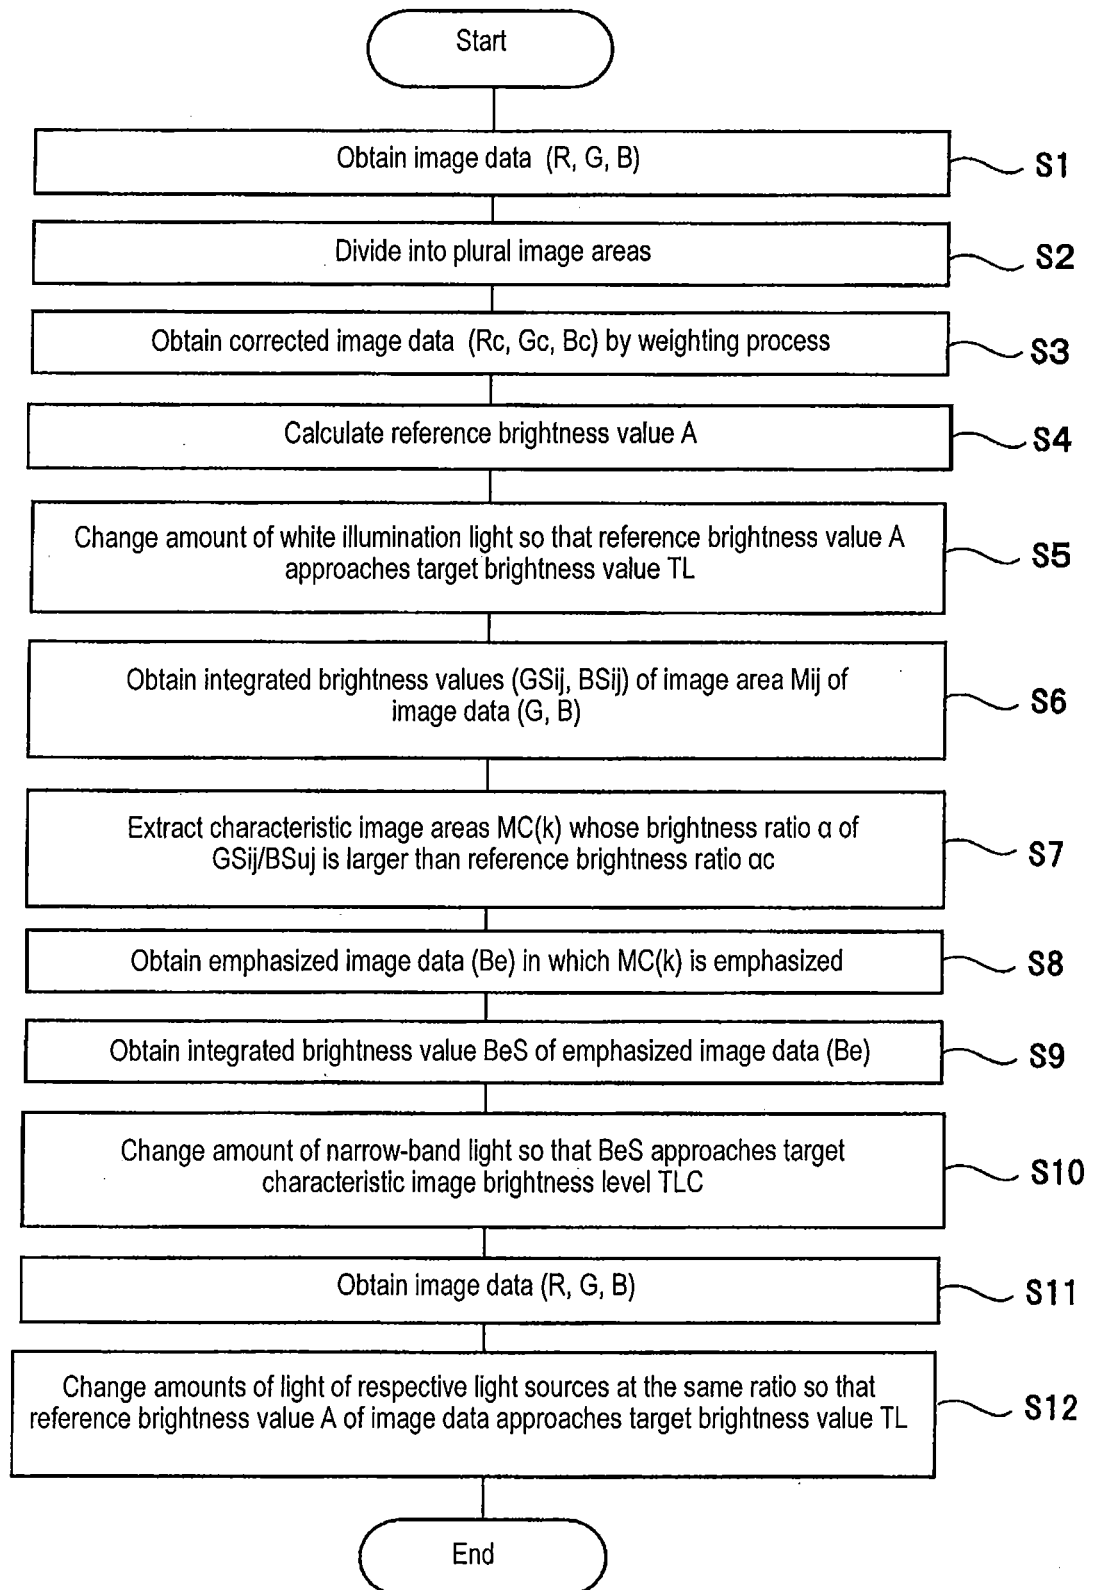 Start
Obtain image data (R, G, B)
S1
Divide into plural image areas
S2
Obtain corrected image data (Rc, Gc, Bc) by weighting process
S3
Calculate reference brightness value A
S4
Change amount of white illumination light so that reference brightness value A
approaches target brightness value TL
S5
Obtain integrated brightness values (GSij, BSij) of image area Mij of
image data (G, B)
S6
Extract characteristic image areas MC(k) whose brightness ratio α of
GSij/BSuj is larger than reference brightness ratio αc
S7
Obtain emphasized image data (Be) in which MC(k) is emphasized
S8
Obtain integrated brightness value BeS of emphasized image data (Be)
S9
Change amount of narrow-band light so that BeS approaches target
characteristic image brightness level TLC
S10
Obtain image data (R, G, B)
S11
Change amounts of light of respective light sources at the same ratio so that
reference brightness value A of image data approaches target brightness value TL
S12
End